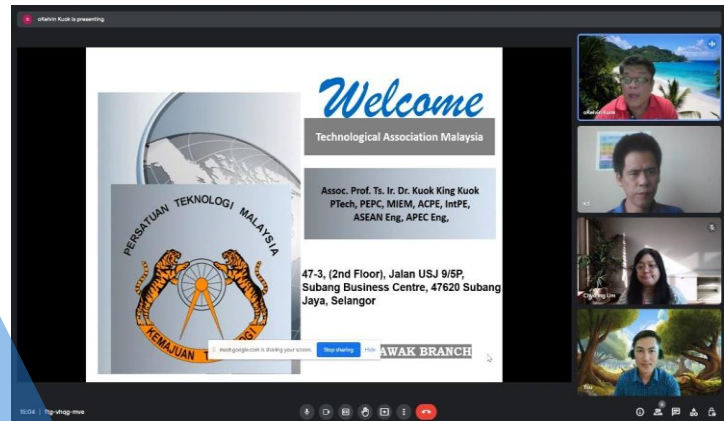 oKelvin Kuok is presenting
Welcome
Technological Association Malaysia
Assoc. Prof. Ts. Ir. Dr. Kuok King Kuok
PTech, PEPC, MIEM, ACPE, IntPE,
ASEAN Eng, APEC Eng,
PERSATUAN TEKNOLOGI MALAYSIA
47-3, (2nd Floor), Jalan USJ 9/5P,
Subang Business Centre, 47620 Subang
Jaya, Selangor
KEMAJUAN
meet.google.com is sharing your screen.
Stop sharing
Hide
AWAK BRANCH
oKelvin Kuok
15:04